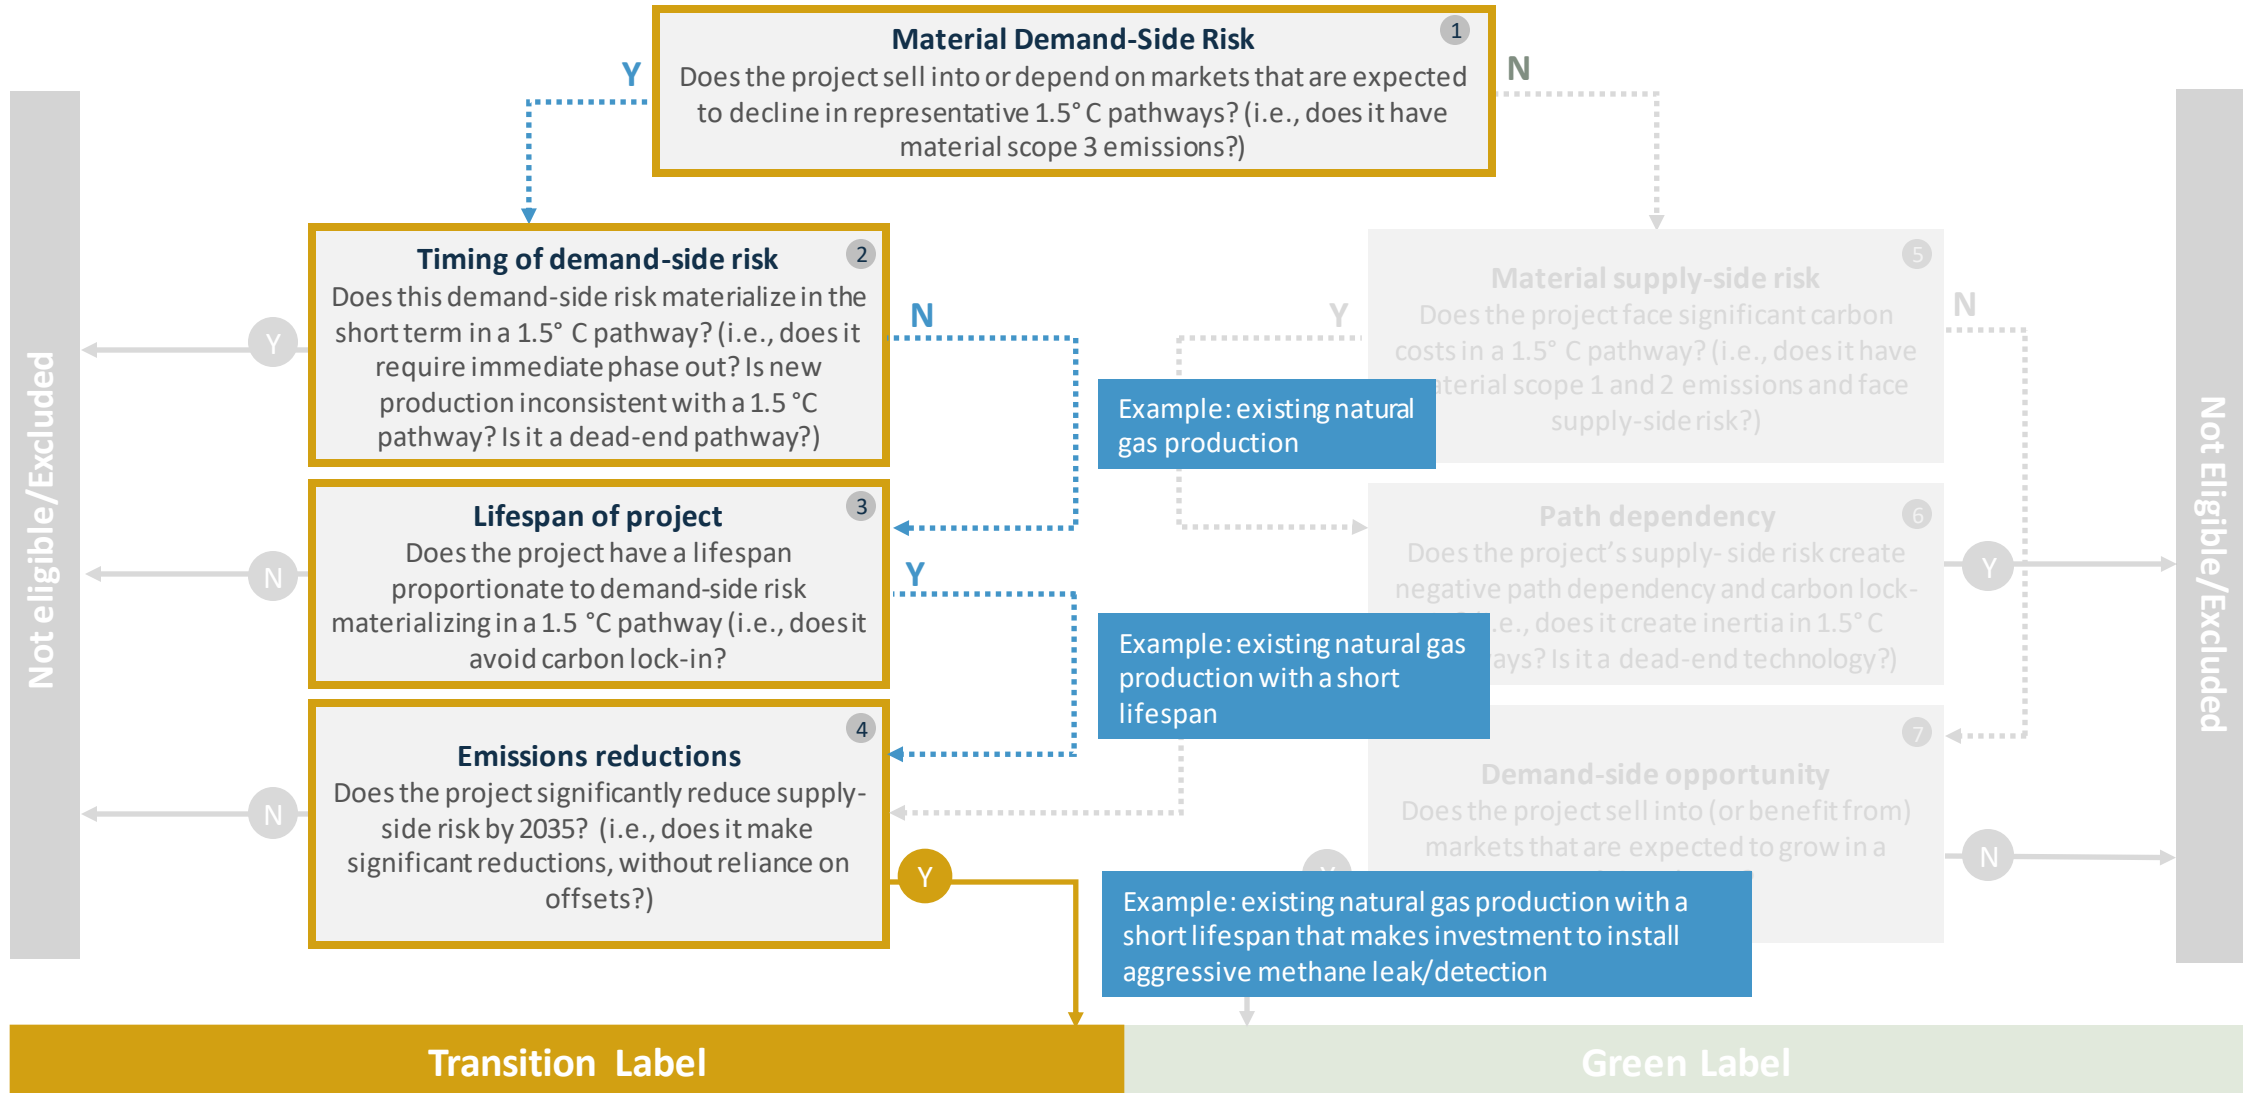 Material Demand-Side Risk
1
Does the project sell into or depend on markets that are expected
to decline in representative 1.5° C pathways? (i.e., does it have
material scope 3 emissions?)
Y
N
Not eligible/Excluded
Timing of demand-side risk
2
Does this demand-side risk materialize in the
short term in a 1.5° C pathway? (i.e., does it
require immediate phase out? Is new
production inconsistent with a 1.5 °C
pathway? Is it a dead-end pathway?)
Y
N
Lifespan of project
3
Does the project have a lifespan
proportionate to demand-side risk
materializing in a 1.5 °C pathway (i.e., does it
avoid carbon lock-in?
N
Y
Emissions reductions
4
Does the project significantly reduce supply-
side risk by 2035? (i.e., does it make
significant reductions, without reliance on
offsets?)
N
Y
Example: existing natural
gas production
Example: existing natural gas
production with a short
lifespan
Example: existing natural gas production with a
short lifespan that makes investment to install
aggressive methane leak/detection
Material supply-side risk
5
Does the project face significant carbon
costs in a 1.5° C pathway? (i.e., does it have
material scope 1 and 2 emissions and face
supply-side risk?)
Y
N
Path dependency
6
Does the project's supply- side risk create
negative path dependency and carbon lock-
i.e., does it create inertia in 1.5° C
Is it a dead-end technology?)
Y
Demand-side opportunity
7
Does the project sell into (or benefit from)
markets that are expected to grow in a
Y
N
Not Eligible/Excluded
Transition Label
Green Label